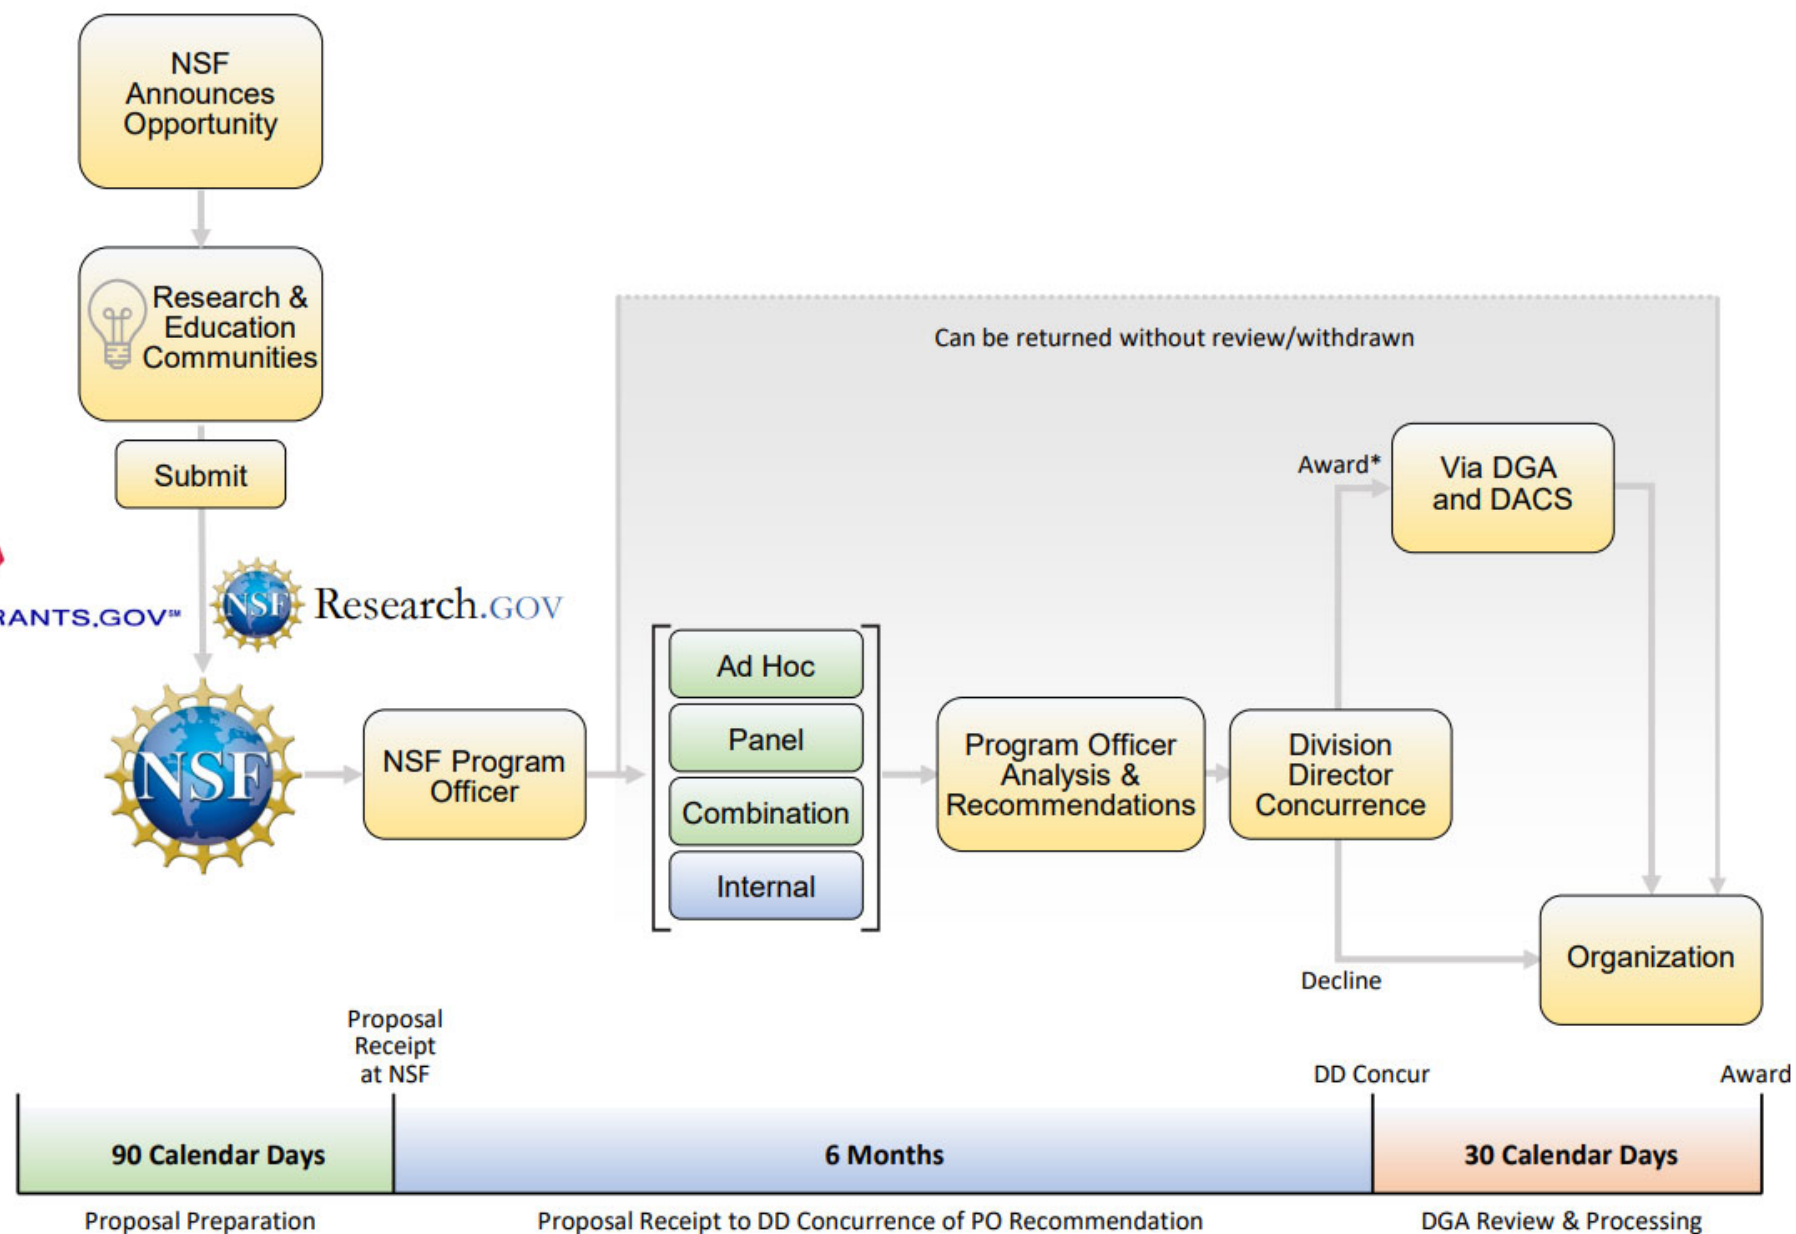 NSF
Announces
Opportunity
Research &
Education
Communities
Submit
RANTS.GOV℠
NSF
Research.GOV
NSF
NSF Program
Officer
Can be returned without review/withdrawn
Ad Hoc
Panel
Combination
Internal
Program Officer
Analysis &
Recommendations
Division
Director
Concurrence
Award*
Via DGA
and DACS
Decline
Organization
Proposal
Receipt
at NSF
DD Concur
Award
90 Calendar Days
6 Months
30 Calendar Days
Proposal Preparation
Proposal Receipt to DD Concurrence of PO Recommendation
DGA Review & Processing